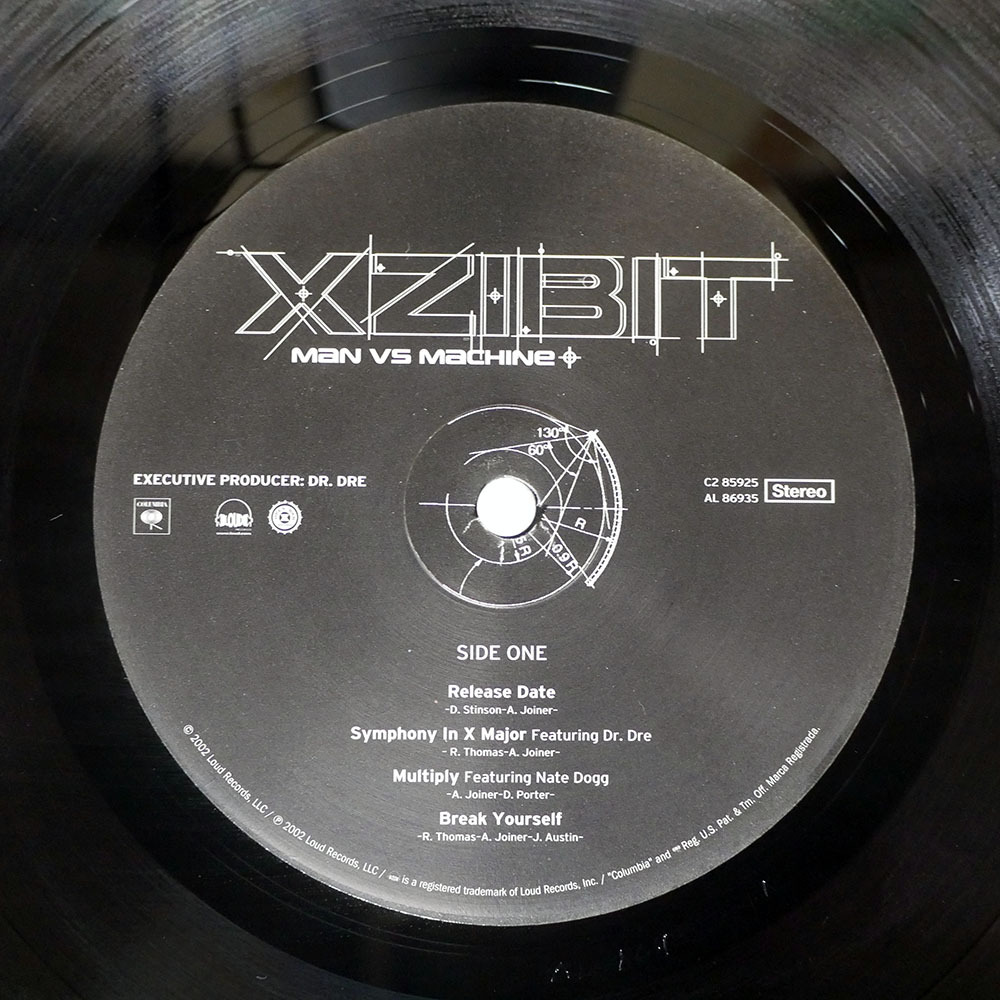 XZIBIT
MAN VS MACHINE
130°
60°
R
0.9 R
EXECUTIVE PRODUCER: DR. DRE
COLUMBIA
LOUD
C2 85925
AL 86935
Stereo
SIDE ONE
Release Date
-D. Stinson-A. Joiner-
Symphony In X Major Featuring Dr. Dre
- R. Thomas-A. Joiner-
Multiply Featuring Nate Dogg
-A. Joiner-D. Porter-
Break Yourself
-R. Thomas-A. Joiner-J. Austin-
© 2002 Loud Records, LLC / ℗ 2002 Loud Records, LLC / is a registered trademark of Loud Records, Inc. / "Columbia" and Reg. U.S. Pat. & Tm. Off. Marca Registrada.